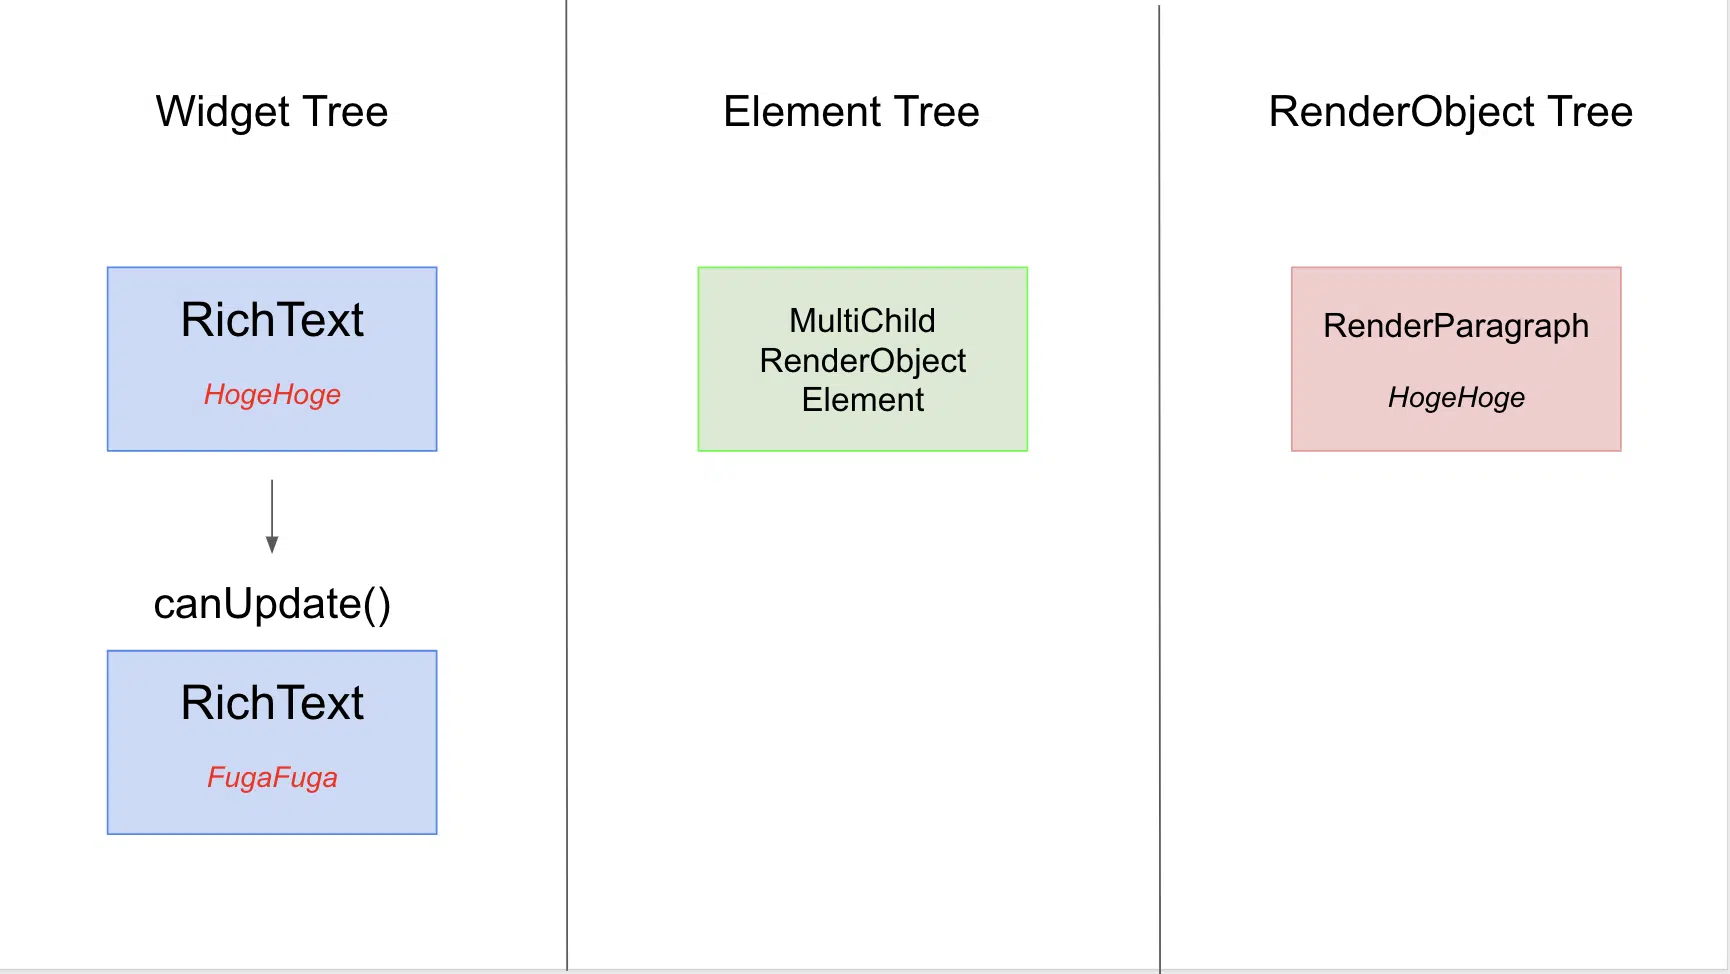 Widget Tree
Element Tree
RenderObject Tree
RichText
HogeHoge
canUpdate()
RichText
FugaFuga
MultiChild
RenderObject
Element
RenderParagraph
HogeHoge